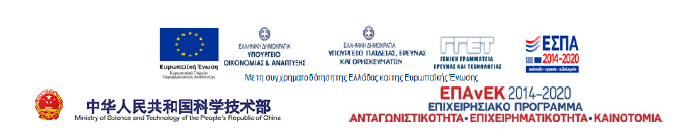 Ευρωπαϊκή Ένωση
Ευρωπαϊκό Ταμείο
Περιφερειακής Ανάπτυξης
ΕΛΛΗΝΙΚΗ ΔΗΜΟΚΡΑΤΙΑ
ΥΠΟΥΡΓΕΙΟ
ΟΙΚΟΝΟΜΙΑΣ & ΑΝΑΠΤΥΞΗΣ
ΕΛΛΗΝΙΚΗ ΔΗΜΟΚΡΑΤΙΑ
ΥΠΟΥΡΓΕΙΟ ΠΑΙΔΕΙΑΣ, ΕΡΕΥΝΑΣ
ΚΑΙ ΘΡΗΣΚΕΥΜΑΤΩΝ
ΓΓΕΤ
ΓΕΝΙΚΗ ΓΡΑΜΜΑΤΕΙΑ
ΕΡΕΥΝΑΣ ΚΑΙ ΤΕΧΝΟΛΟΓΙΑΣ
ΕΣΠΑ
2014-2020
Με τη συγχρηματοδότηση της Ελλάδας και της Ευρωπαϊκής Ένωσης
中华人民共和国科学技术部
Ministry of Science and Technology of the People's Republic of China
ΕΠΑνΕΚ 2014-2020
ΕΠΙΧΕΙΡΗΣΙΑΚΟ ΠΡΟΓΡΑΜΜΑ
ΑΝΤΑΓΩΝΙΣΤΙΚΟΤΗΤΑ • ΕΠΙΧΕΙΡΗΜΑΤΙΚΟΤΗΤΑ • ΚΑΙΝΟΤΟΜΙΑ